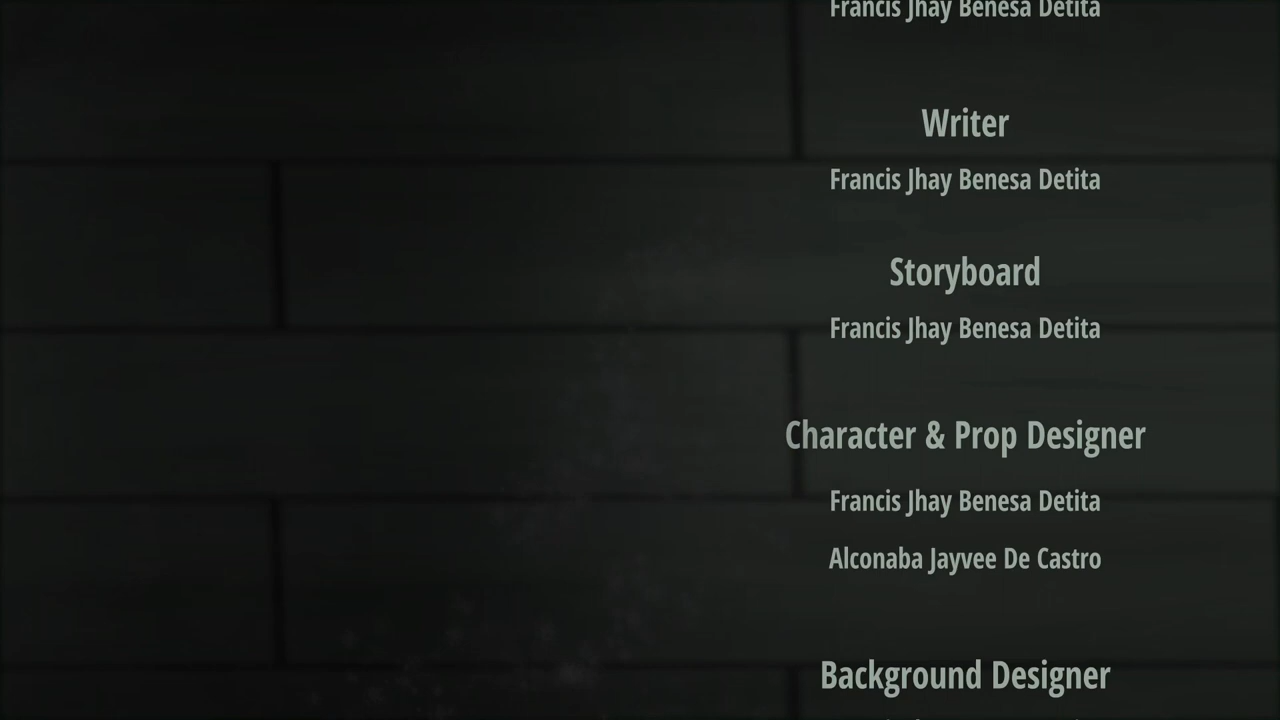 Francis Jhay Benesa Detita
Writer
Francis Jhay Benesa Detita
Storyboard
Francis Jhay Benesa Detita
Character & Prop Designer
Francis Jhay Benesa Detita
Alconaba Jayvee De Castro
Background Designer